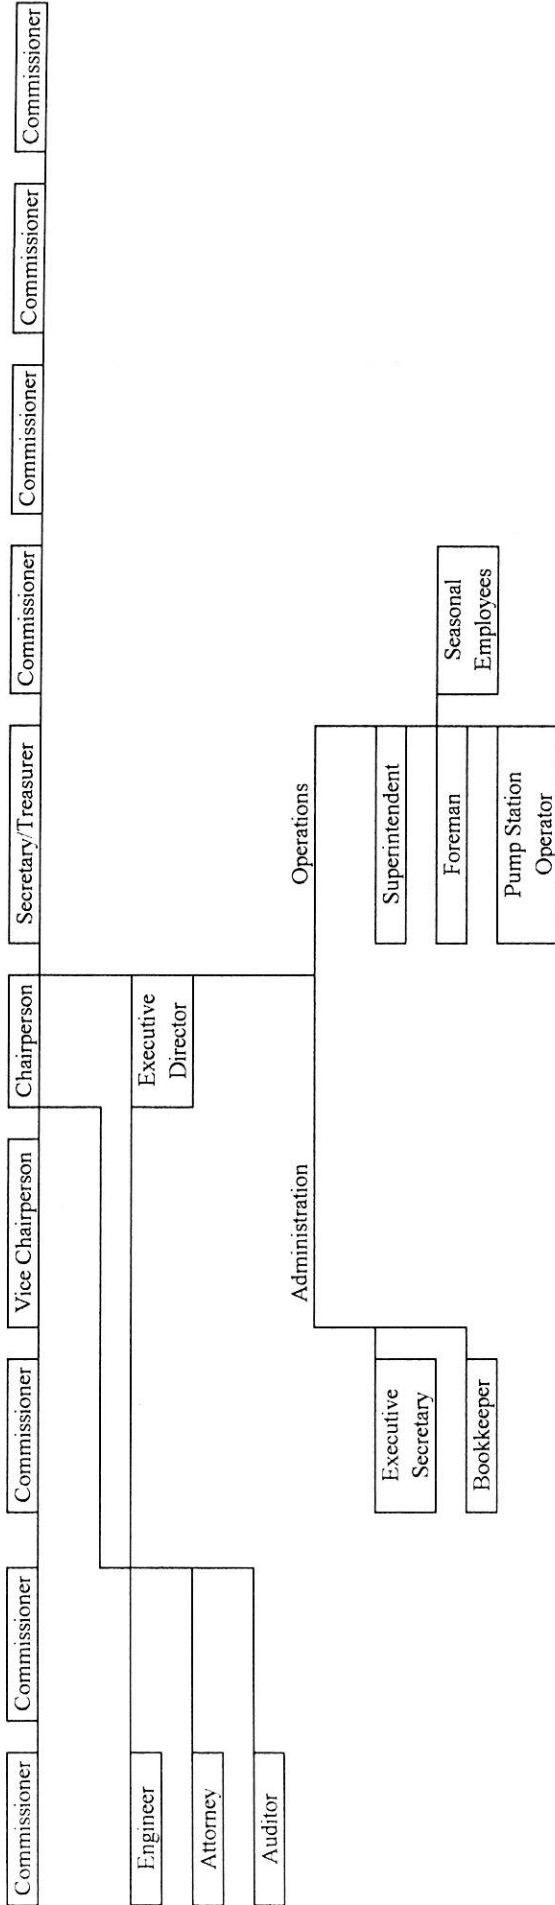 Commissioner
Commissioner
Commissioner
Vice Chairperson
Chairperson
Secretary/Treasurer
Commissioner
Commissioner
Commissioner
Commissioner
Engineer
Attorney
Auditor
Executive
Director
Administration
Operations
Executive
Secretary
Bookkeeper
Superintendent
Foreman
Seasonal
Employees
Pump Station
Operator